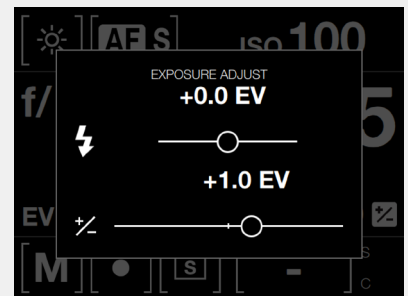 AF S
ISO 100
f/
5
EXPOSURE ADJUST
+0.0 EV
+1.0 EV
+/-
EV
M
S
-
S
C